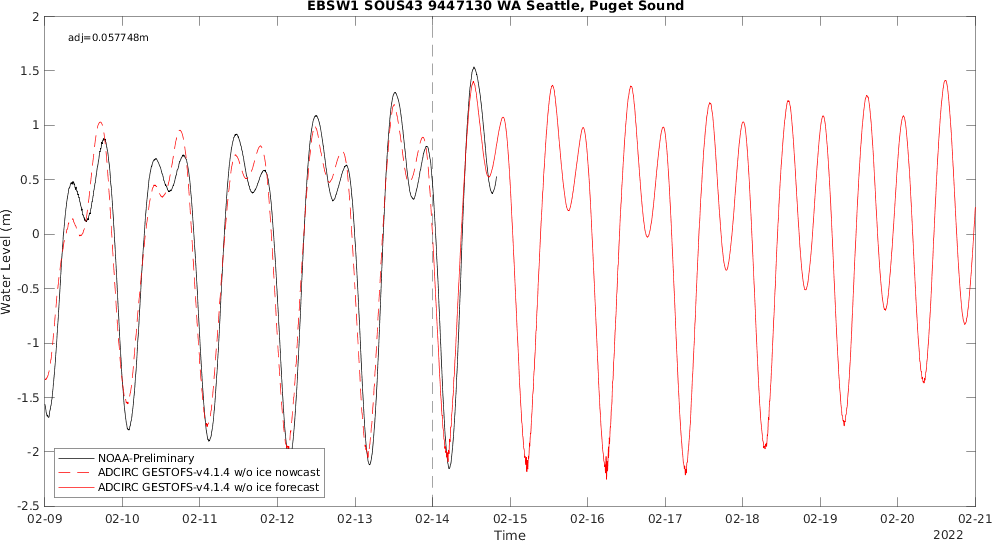 EBSW1 SOUS43 9447130 WA Seattle, Puget Sound
adj=0.057748m
2
1.5
1
0.5
0
-0.5
-1
-1.5
-2
-2.5
Water Level (m)
NOAA-Preliminary
ADCIRC GESTOFS-v4.1.4 w/o ice nowcast
ADCIRC GESTOFS-v4.1.4 w/o ice forecast
02-09 02-10 02-11 02-12 02-13 02-14 02-15 02-16 02-17 02-18 02-19 02-20 02-21
Time
2022